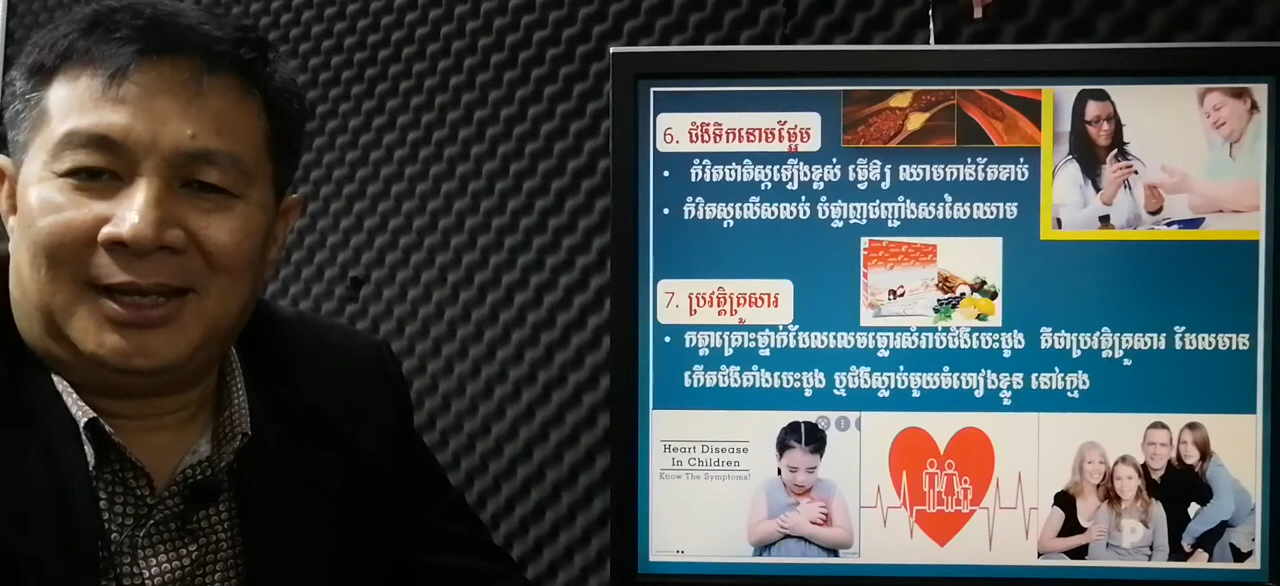 6. ជំងឺទឹកនោមផ្អែម
• កំរិតជាតិស្ករឡើងខ្ពស់ ធ្វើឱ្យ ឈាមកាន់តែខាប់
• កំរិតស្ករលើសលប់ បំផ្លាញជញ្ជាំងសរសៃឈាម
7. ប្រវត្តិគ្រួសារ
• កត្តាគ្រោះថ្នាក់ដែលលេចធ្លោរសំរាប់ជំងឺបេះដូង គឺជាប្រវត្តិគ្រួសារ ដែលមាន
កើតជំងឺគាំងបេះដូង ឬជំងឺស្លាប់មួយចំហៀងខ្លួន នៅក្មេង
Heart Disease
In Children
Know The Symptoms!